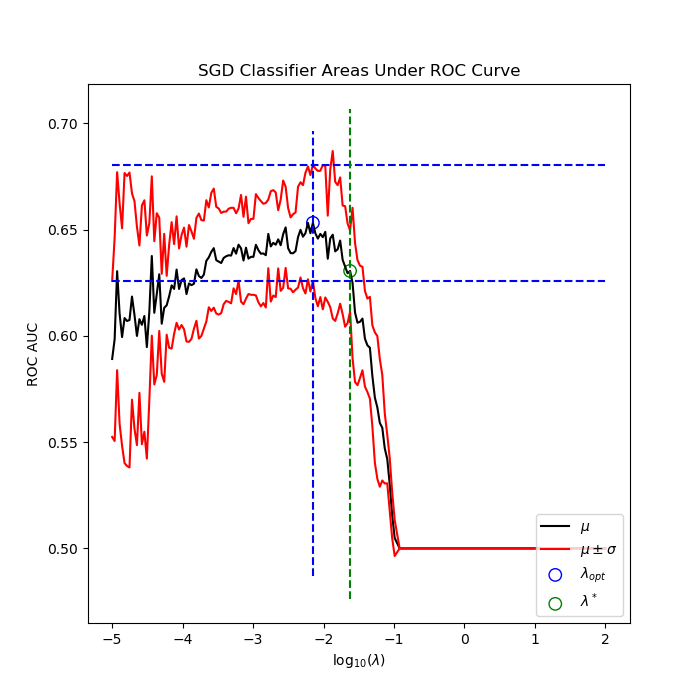 SGD Classifier Areas Under ROC Curve
0.70
0.65
0.60
0.55
0.50
ROC AUC
−5 −4 −3 −2 −1 0 1 2
log₁₀(λ)
μ
μ ± σ
λ_opt
λ*